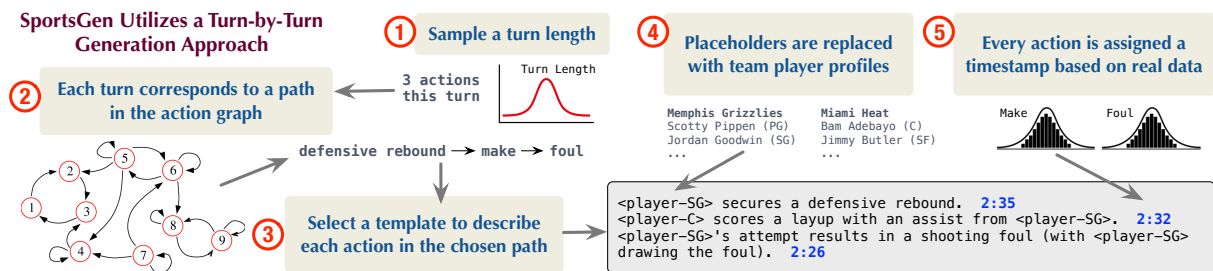 SportsGen Utilizes a Turn-by-Turn
Generation Approach
1
Sample a turn length
2
Each turn corresponds to a path
in the action graph
3 actions
this turn
Turn Length
defensive rebound → make → foul
1
2
3
4
5
6
7
8
9
3
Select a template to describe
each action in the chosen path
4
Placeholders are replaced
with team player profiles
Memphis Grizzlies
Scotty Pippen (PG)
Jordan Goodwin (SG)
...
Miami Heat
Bam Adebayo (C)
Jimmy Butler (SF)
...
5
Every action is assigned a
timestamp based on real data
Make
Foul
<player-SG> secures a defensive rebound. 2:35
<player-C> scores a layup with an assist from <player-SG>. 2:32
<player-SG>'s attempt results in a shooting foul (with <player-SG>
drawing the foul). 2:26